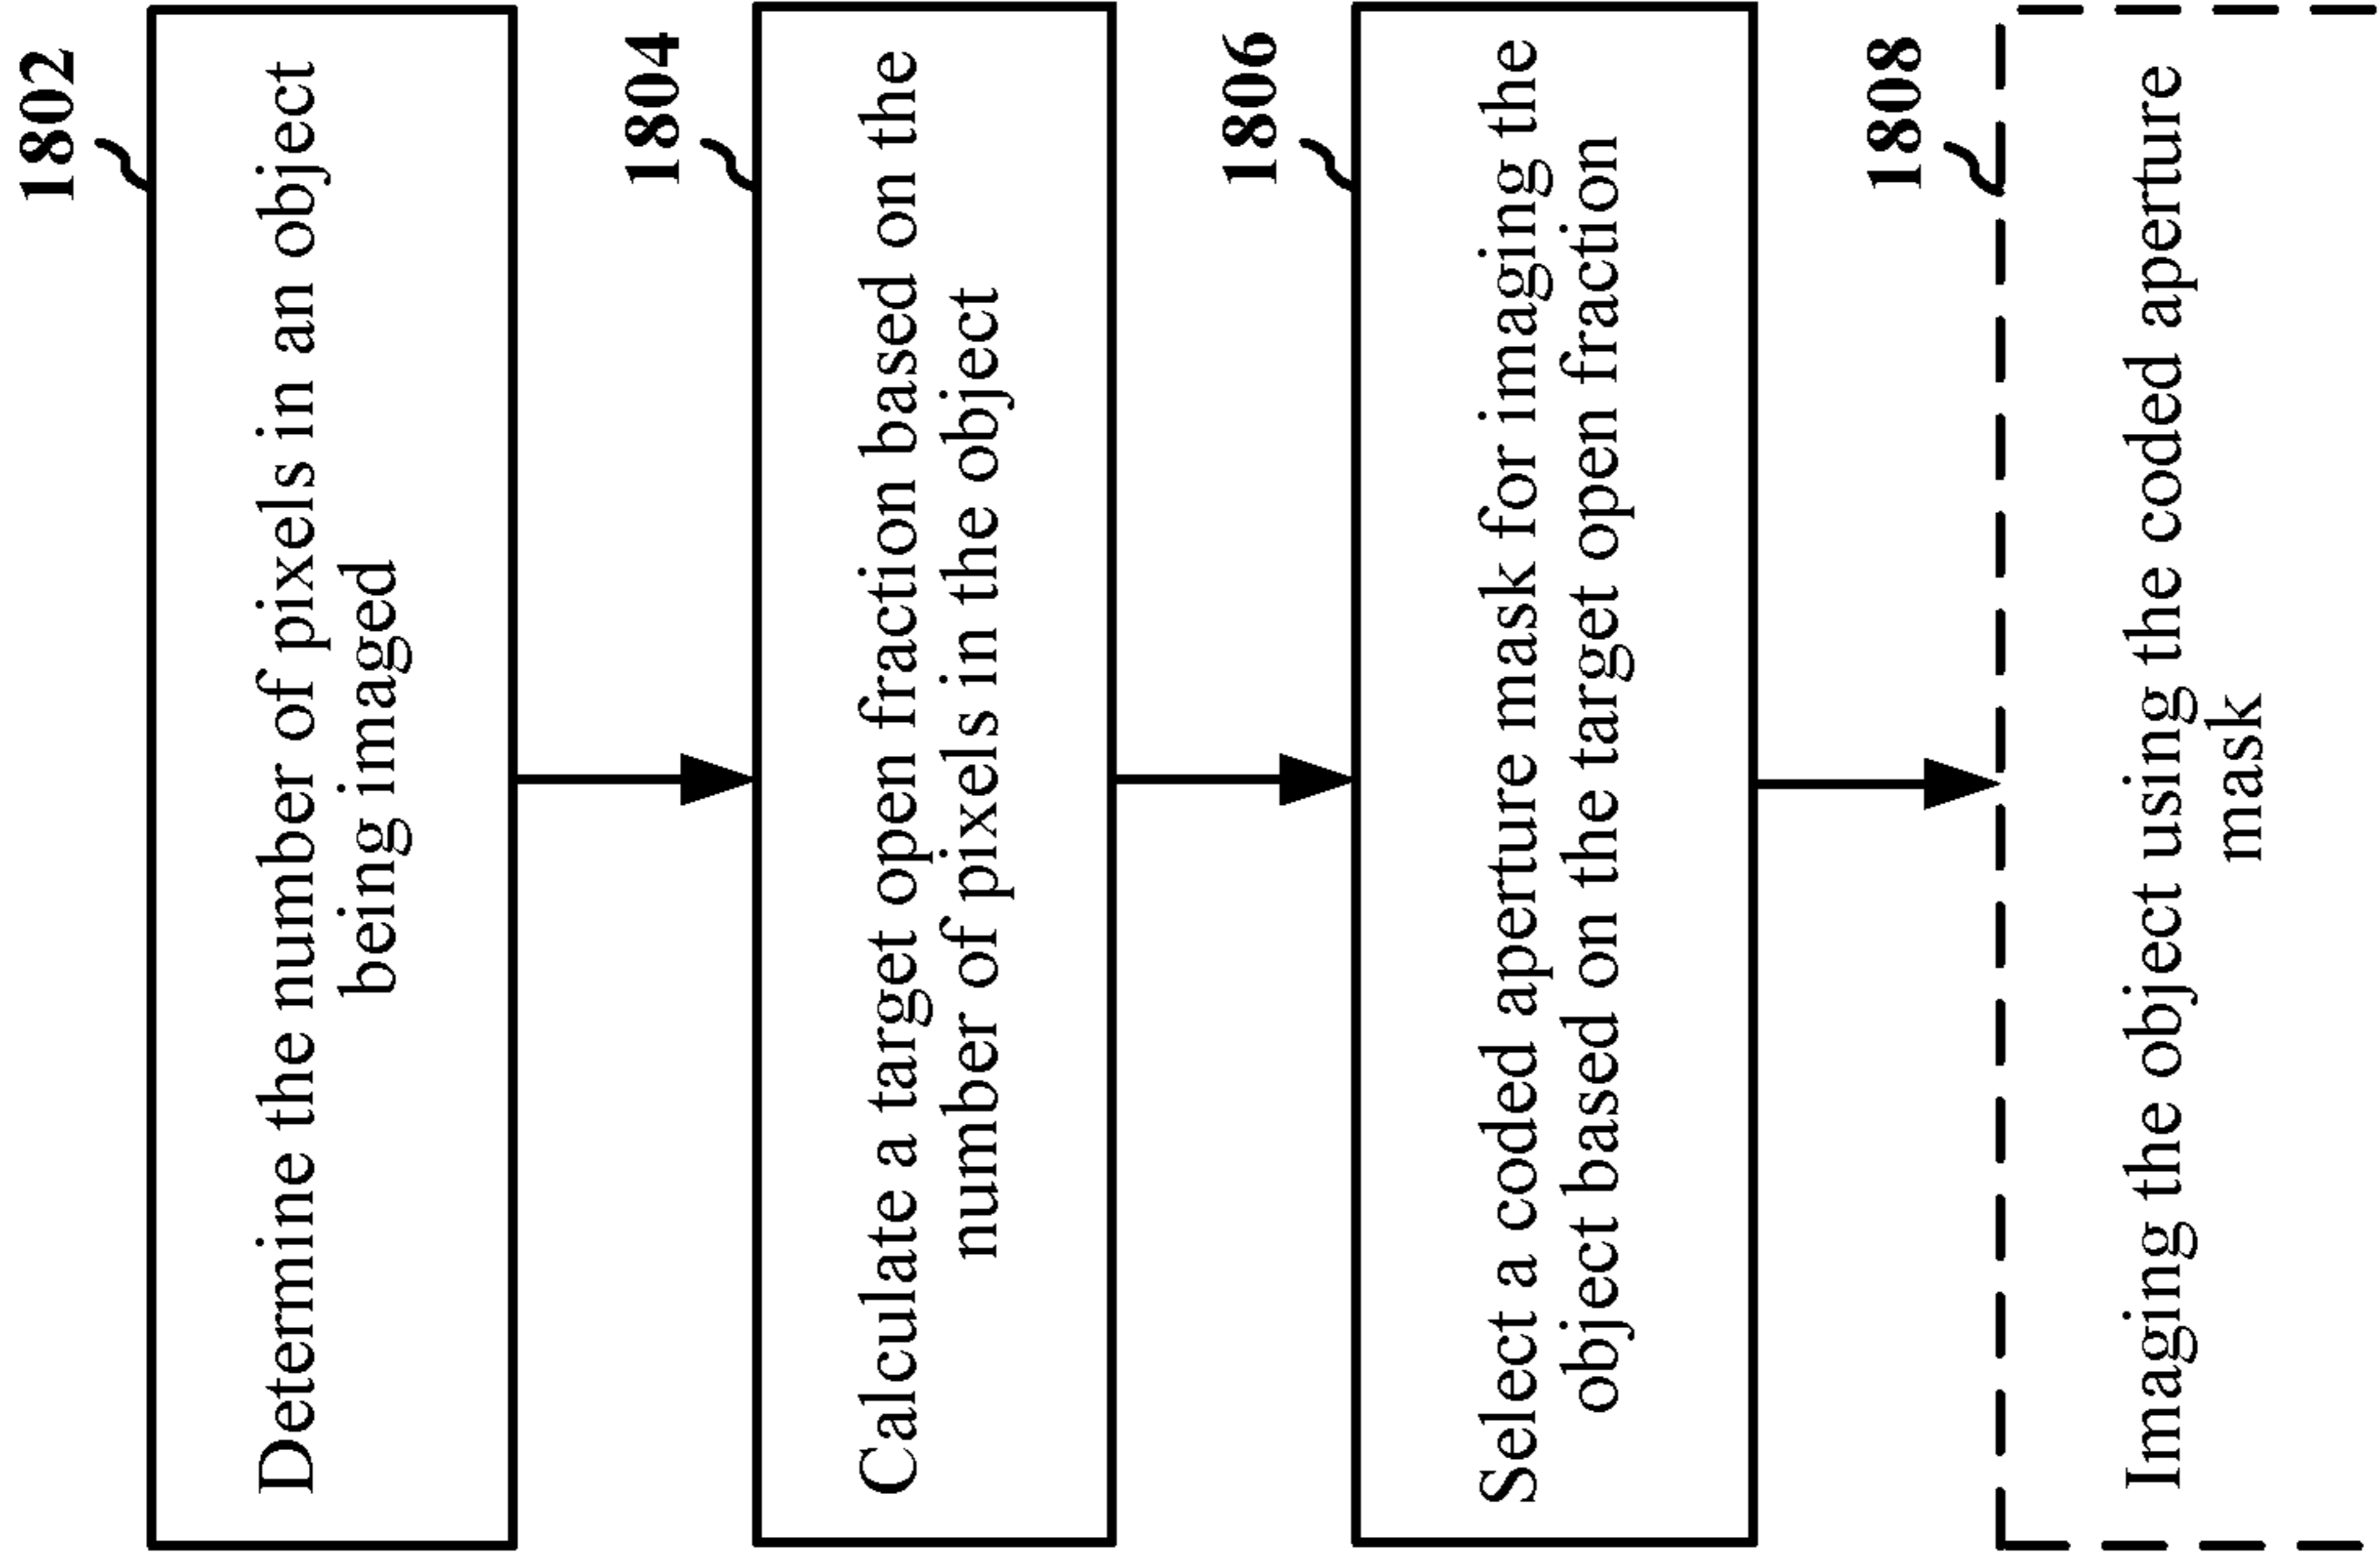 1802
Determine the number of pixels in an object
being imaged
1804
Calculate a target open fraction based on the
number of pixels in the object
1806
Select a coded aperture mask for imaging the
object based on the target open fraction
1808
Imaging the object using the coded aperture
mask